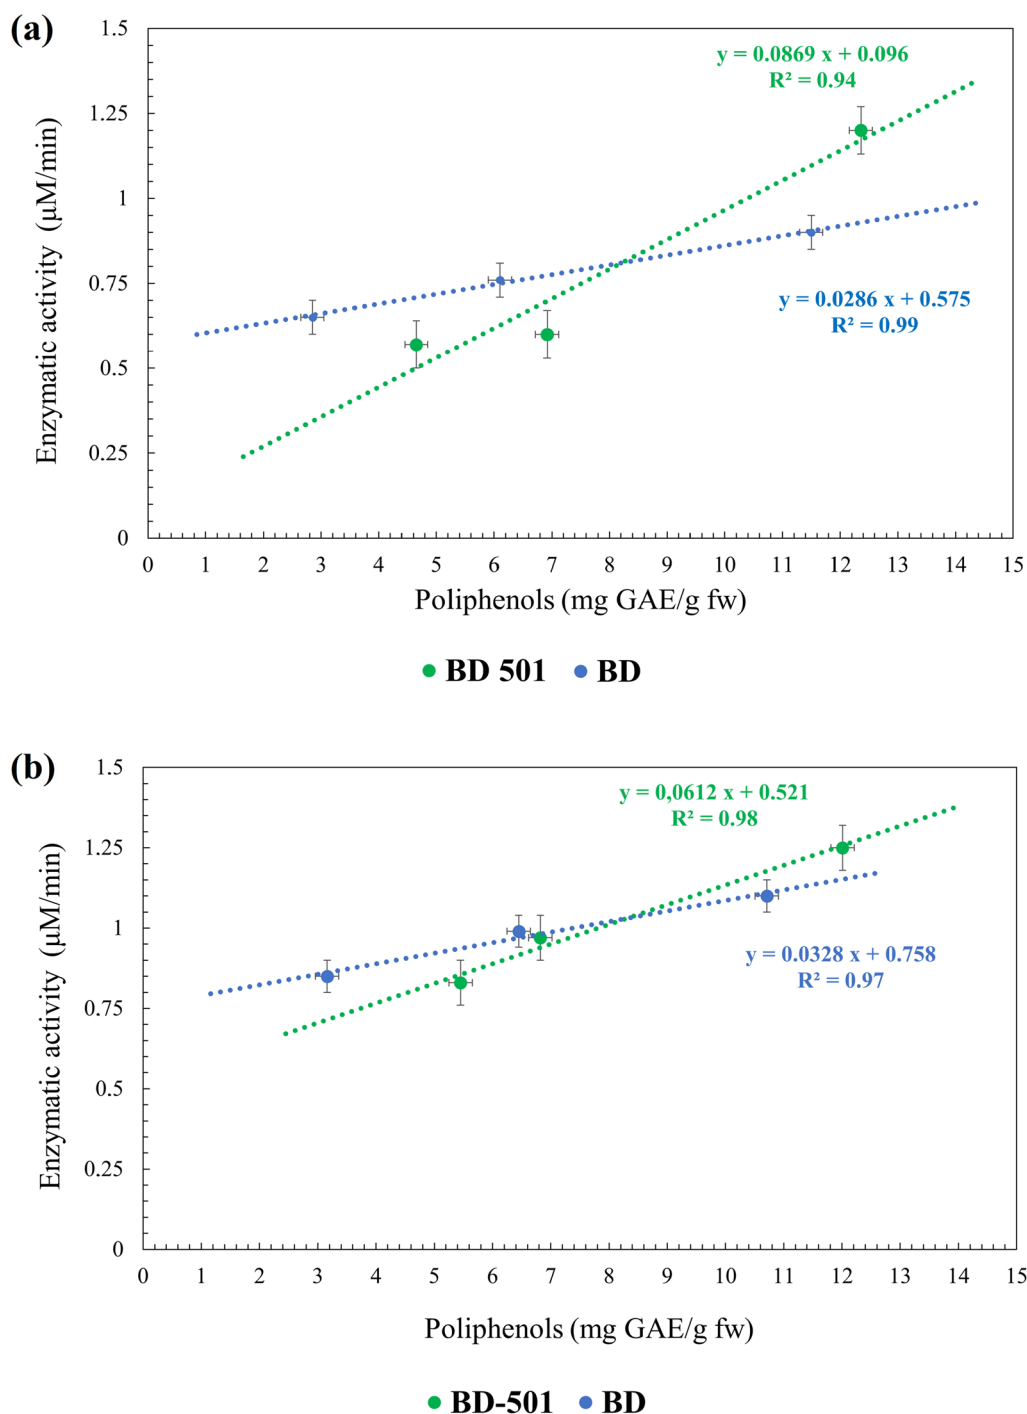 (a)
1.5
1.25
1
0.75
0.5
0.25
0
Enzymatic activity (μM/min)
y = 0.0869 x + 0.096
R² = 0.94
y = 0.0286 x + 0.575
R² = 0.99
0 1 2 3 4 5 6 7 8 9 10 11 12 13 14 15
Poliphenols (mg GAE/g fw)
BD 501 BD
(b)
1.5
1.25
1
0.75
0.5
0.25
0
Enzymatic activity (μM/min)
y = 0,0612 x + 0.521
R² = 0.98
y = 0.0328 x + 0.758
R² = 0.97
0 1 2 3 4 5 6 7 8 9 10 11 12 13 14 15
Poliphenols (mg GAE/g fw)
BD-501 BD